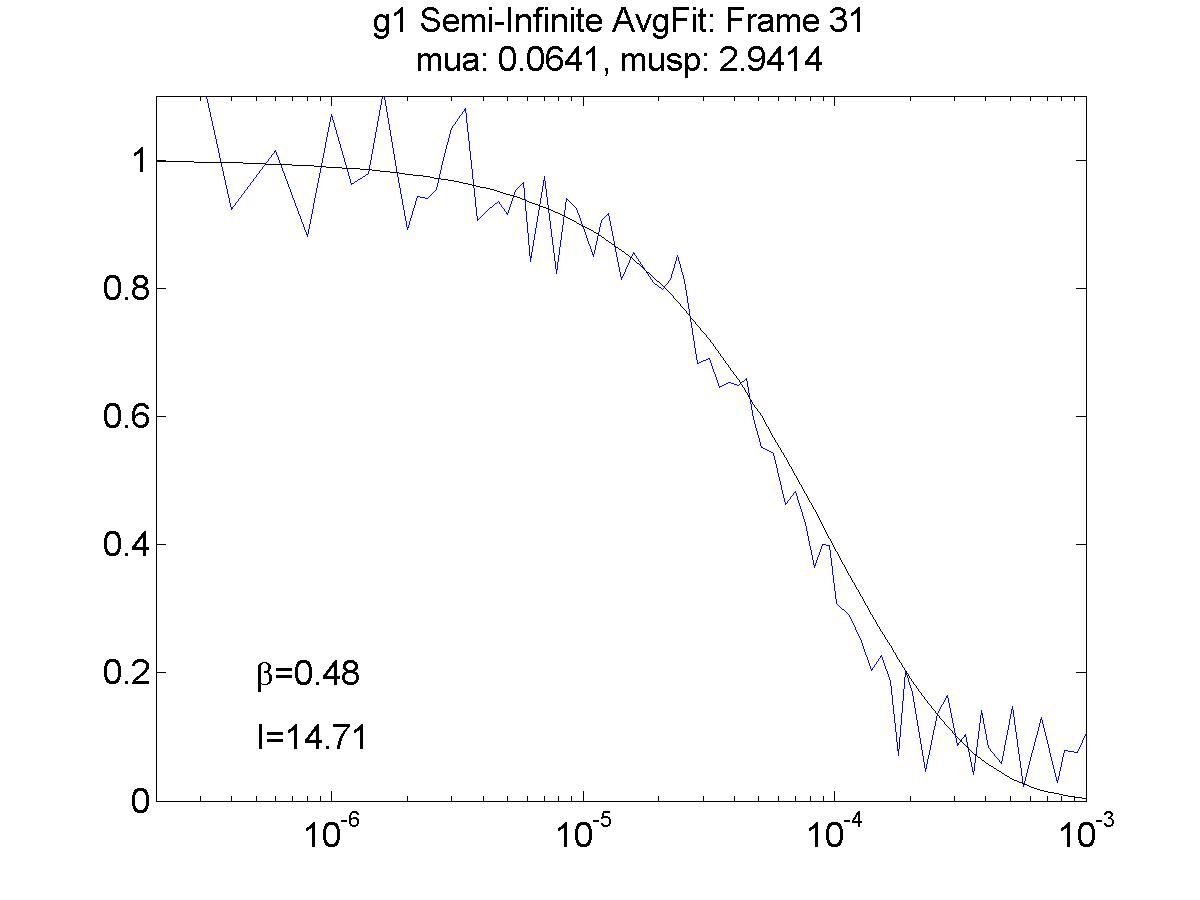 g1 Semi-Infinite AvgFit: Frame 31
mua: 0.0641, musp: 2.9414
1
0.8
0.6
0.4
0.2
0
β=0.48
I=14.71
10^-6
10^-5
10^-4
10^-3